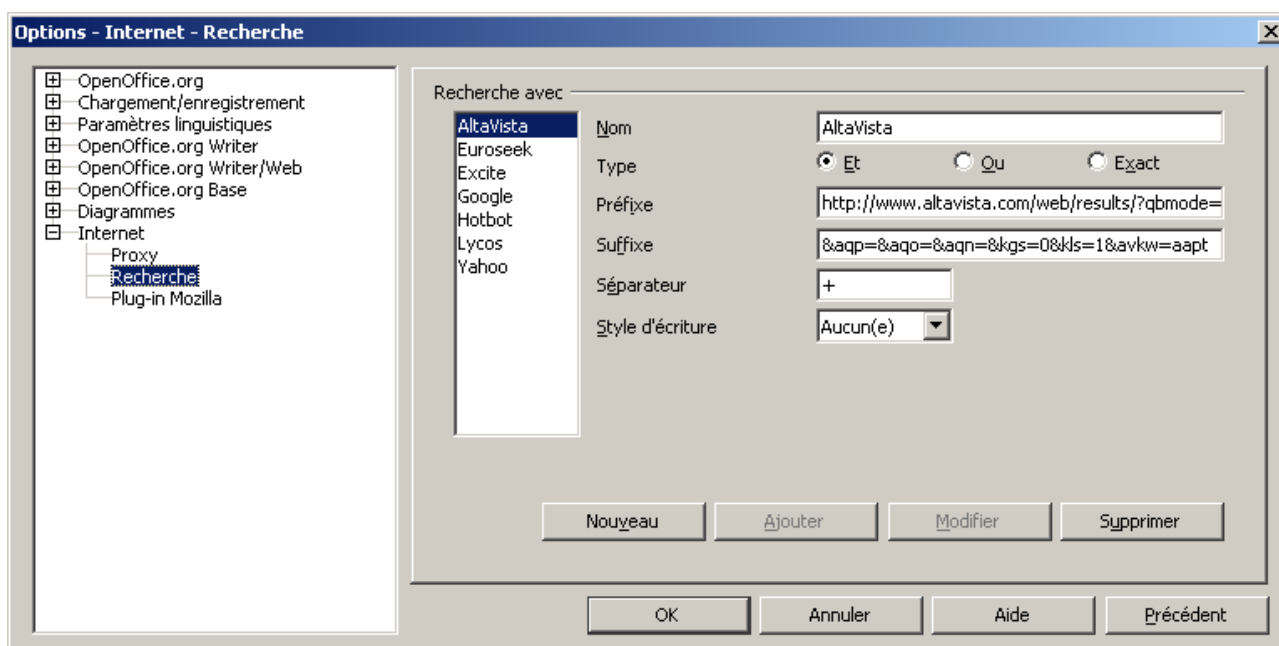 Options - Internet - Recherche
OpenOffice.org
Chargement/enregistrement
Paramètres linguistiques
OpenOffice.org Writer
OpenOffice.org Writer/Web
OpenOffice.org Base
Diagrammes
Internet
Proxy
Recherche
Plug-in Mozilla
Recherche avec
AltaVista
Euroseek
Excite
Google
Hotbot
Lycos
Yahoo
Nom AltaVista
Type Et Ou Exact
Préfixe http://www.altavista.com/web/results/?qbmode=
Suffixe &aqp=&aqo=&aqn=&kgs=0&kls=1&avkw=aapt
Séparateur +
Style d'écriture Aucun(e)
Nouveau Ajouter Modifier Supprimer
OK Annuler Aide Précédent